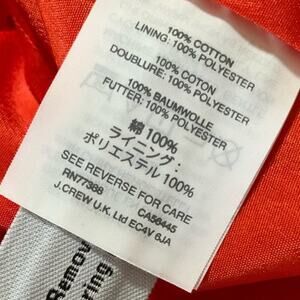 100% COTTON
LINING: 100% POLYESTER
100% COTON
DOUBLURE: 100% POLYESTER
100% BAUMWOLLE
FUTTER: 100% POLYESTER
綿 100%
ライニング :
ポリエステル 100%
SEE REVERSE FOR CARE
RN77388 CA56445
J.CREW U.K. Ltd EC4V 6JA